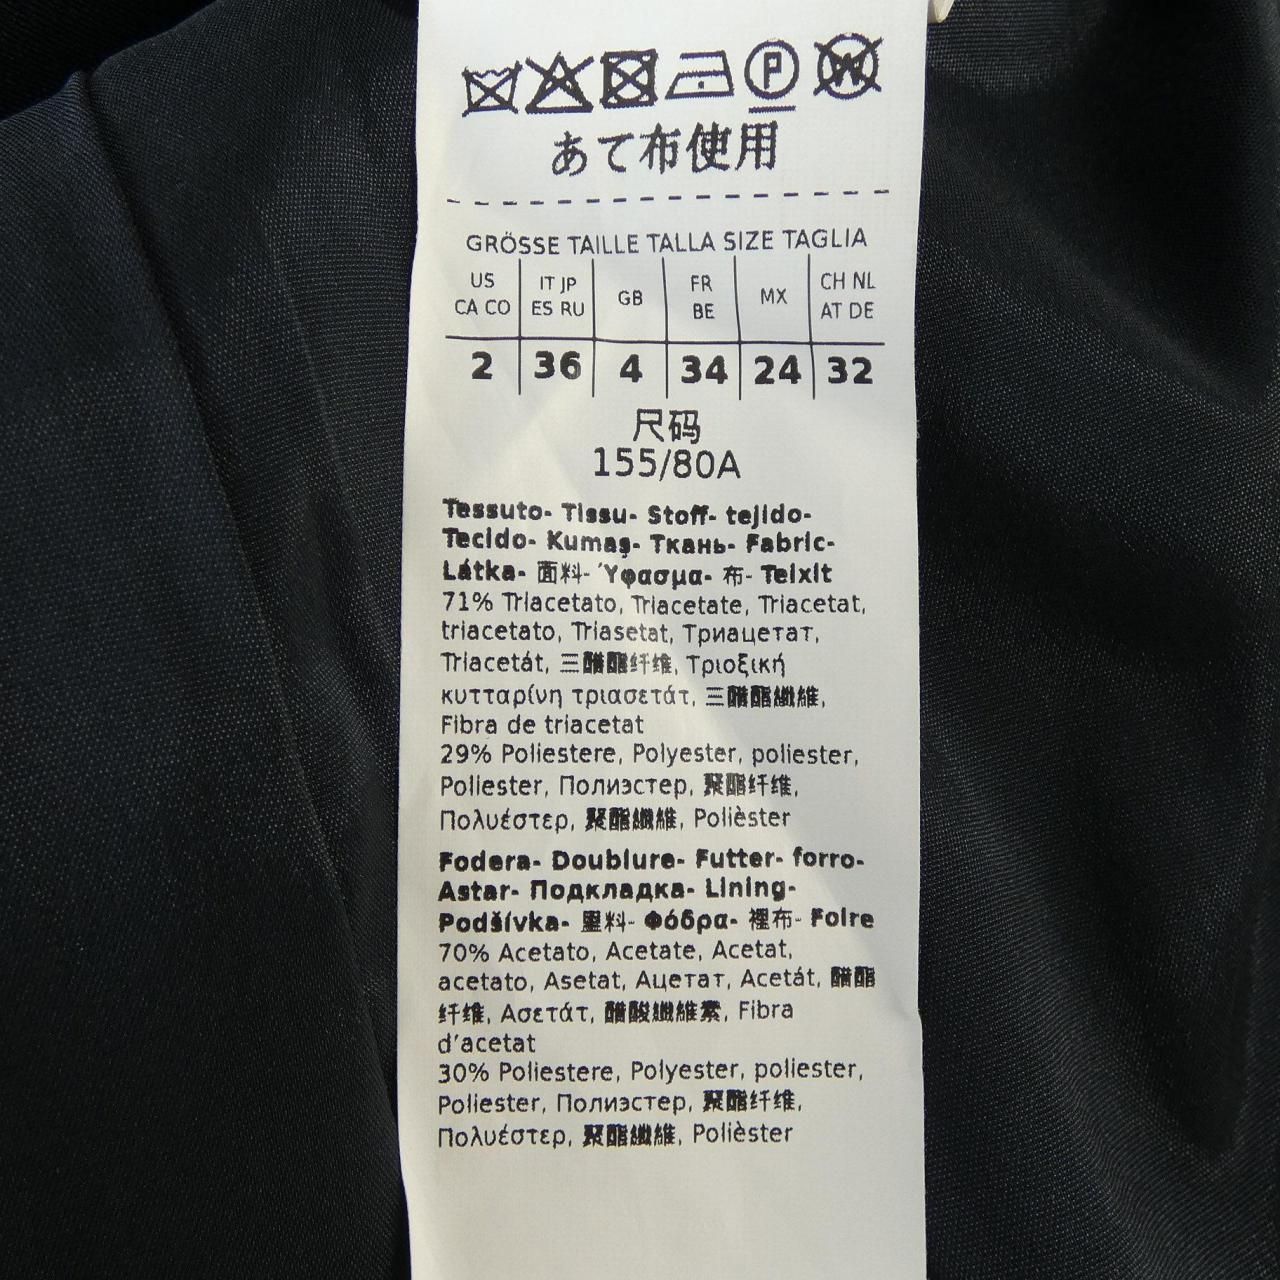 P W
あて布使用
GRÖSSE TAILLE TALLA SIZE TAGLIA
US CA CO | IT JP ES RU | GB | FR BE | MX | CH NL AT DE
2 | 36 | 4 | 34 | 24 | 32
尺码
155/80A
Tessuto- Tissu- Stoff- tejido-
Tecido- Kumaş- Ткань- Fabric-
Látka- 面料- Ύφασμα- 布- Teixit
71% Triacetato, Triacetate, Triacetat,
triacetato, Triasetat, Триацетат,
Triacetát, 三醋酯纤维, Τριοξική
κυτταρίνη τριασετάτ, 三醋酯纖維,
Fibra de triacetat
29% Poliestere, Polyester, poliester,
Poliester, Полиэстер, 聚酯纤维,
Πολυέστερ, 聚酯纖維, Polièster
Fodera- Doublure- Futter- forro-
Astar- Подкладка- Lining-
Podšívka- 里料- Φόδρα- 裡布- Folre
70% Acetato, Acetate, Acetat,
acetato, Asetat, Ацетат, Acetát, 醋酯
纤维, Ασετάτ, 醋酸纖維素, Fibra
d'acetat
30% Poliestere, Polyester, poliester,
Poliester, Полиэстер, 聚酯纤维,
Πολυέστερ, 聚酯纖維, Polièster